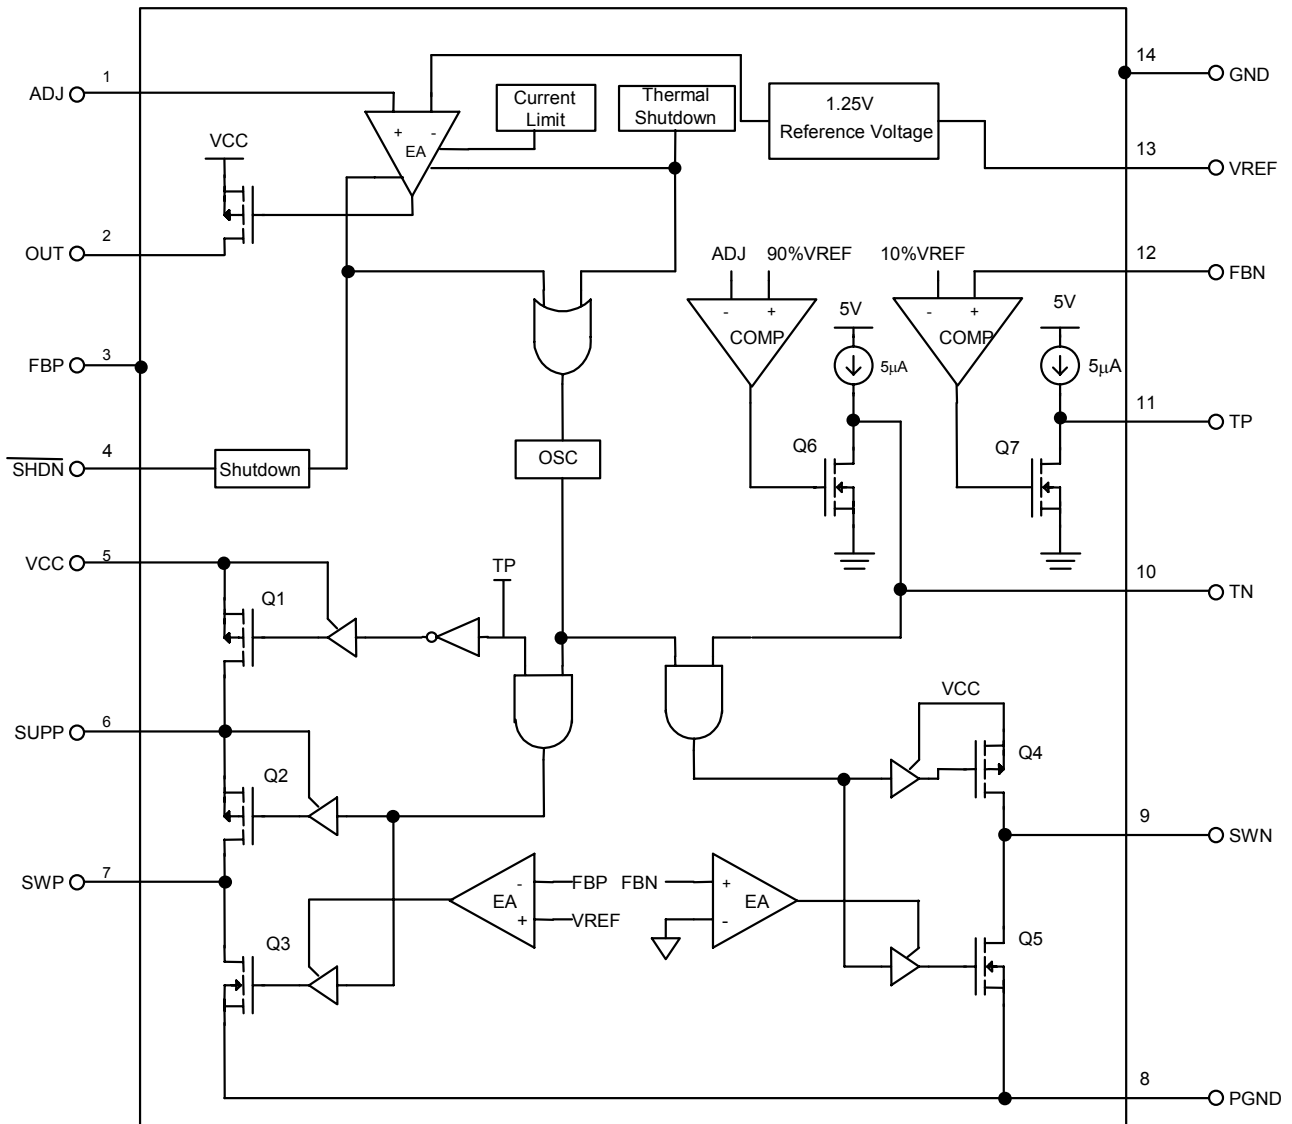 14
GND
1
ADJ
Current
Limit
Thermal
Shutdown
1.25V
Reference Voltage
+ -
EA
VCC
13
VREF
2
OUT
ADJ
90%VREF
10%VREF
12
FBN
- +
COMP
5V
5µA
- +
COMP
5V
5µA
3
FBP
11
TP
4
SHDN
Shutdown
OSC
Q6
Q7
5
VCC
TP
10
TN
Q1
6
SUPP
VCC
Q4
Q2
9
SWN
7
SWP
-
+
EA
FBP
VREF
FBN
+
-
EA
Q3
Q5
8
PGND